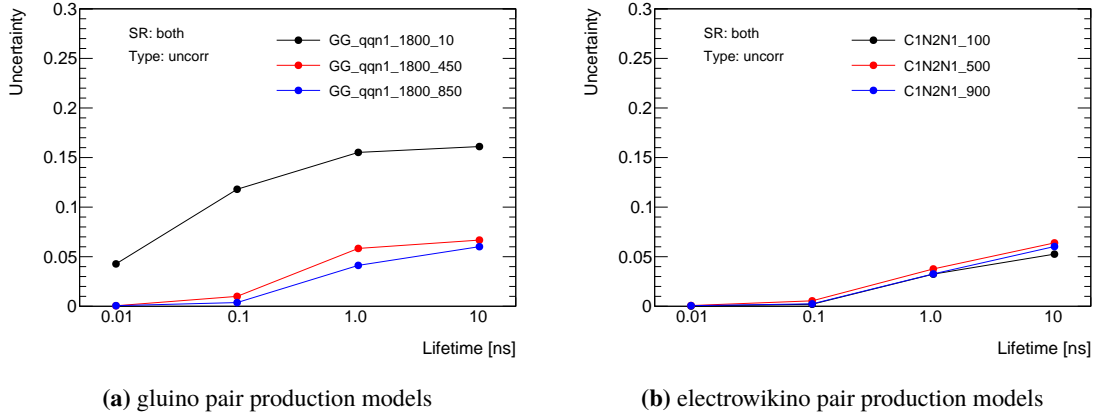 Uncertainty
0.3
0.25
0.2
0.15
0.1
0.05
0
SR: both
Type: uncorr
GG_qqn1_1800_10
GG_qqn1_1800_450
GG_qqn1_1800_850
0.01 0.1 1.0 10
Lifetime [ns]
(a) gluino pair production models
Uncertainty
0.3
0.25
0.2
0.15
0.1
0.05
0
SR: both
Type: uncorr
C1N2N1_100
C1N2N1_500
C1N2N1_900
0.01 0.1 1.0 10
Lifetime [ns]
(b) electrowikino pair production models